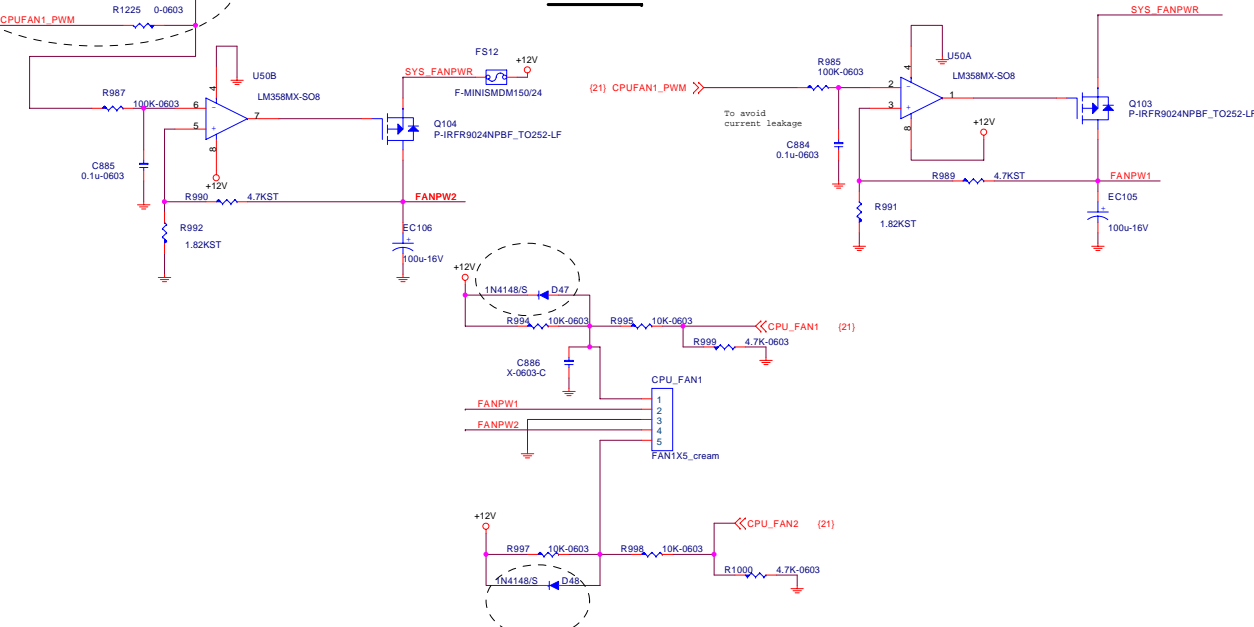 R1225 0-0603
CPUFAN1_PWM
SYS_FANPWR
FS12
+12V
SYS_FANPWR
F-MINISMDM150/24
4
U50B
LM358MX-SO8
R987
100K-0603
6
5
7
8
+12V
Q104
P-IRFR9024NPBF_TO252-LF
C885
0.1u-0603
R990 4.7KST
FANPW2
R992
1.82KST
EC106
100u-16V
{21} CPUFAN1_PWM
R985
100K-0603
To avoid
current leakage
C884
0.1u-0603
4
U50A
LM358MX-SO8
2
3
1
8
+12V
Q103
P-IRFR9024NPBF_TO252-LF
R989 4.7KST
FANPW1
R991
1.82KST
EC105
100u-16V
+12V
1N4148/S D47
R994 10K-0603 R995 10K-0603
CPU_FAN1 {21}
R999 4.7K-0603
C886
X-0603-C
CPU_FAN1
1
FANPW1
2
3
FANPW2
4
5
FAN1X5_cream
+12V
CPU_FAN2 {21}
R997 10K-0603 R998 10K-0603
R1000 4.7K-0603
1N4148/S D48